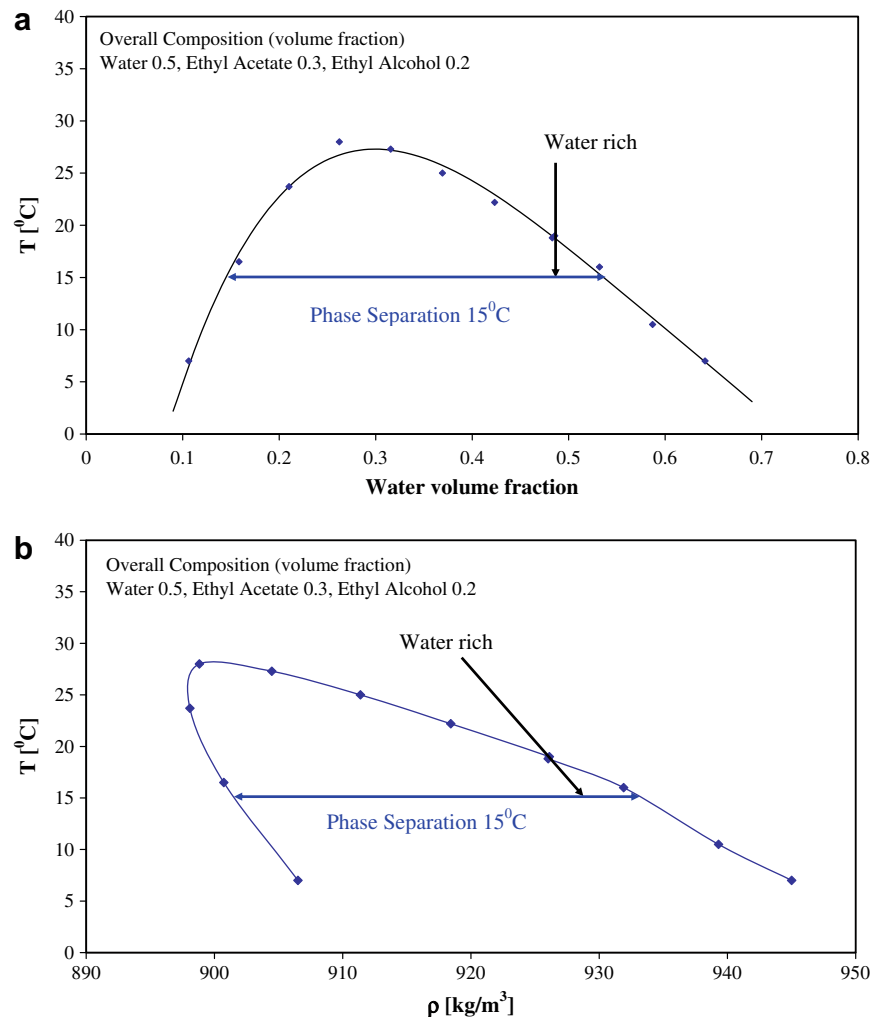 a
Overall Composition (volume fraction)
Water 0.5, Ethyl Acetate 0.3, Ethyl Alcohol 0.2
40
35
30
25
20
15
10
5
0
T [⁰C]
Water rich
Phase Separation 15⁰C
0 0.1 0.2 0.3 0.4 0.5 0.6 0.7 0.8
Water volume fraction
b
Overall Composition (volume fraction)
Water 0.5, Ethyl Acetate 0.3, Ethyl Alcohol 0.2
40
35
30
25
20
15
10
5
0
T [⁰C]
Water rich
Phase Separation 15⁰C
890 900 910 920 930 940 950
ρ [kg/m³]